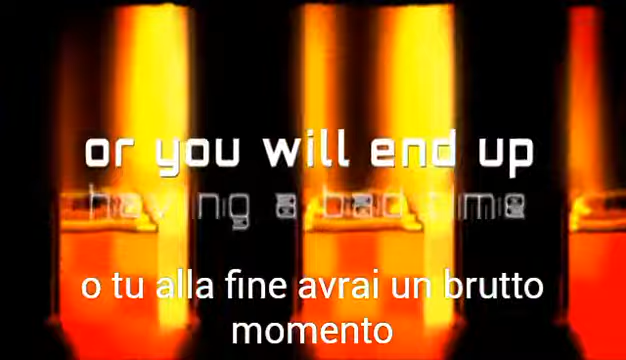 or you will end up
having a bad time
o tu alla fine avrai un brutto
momento